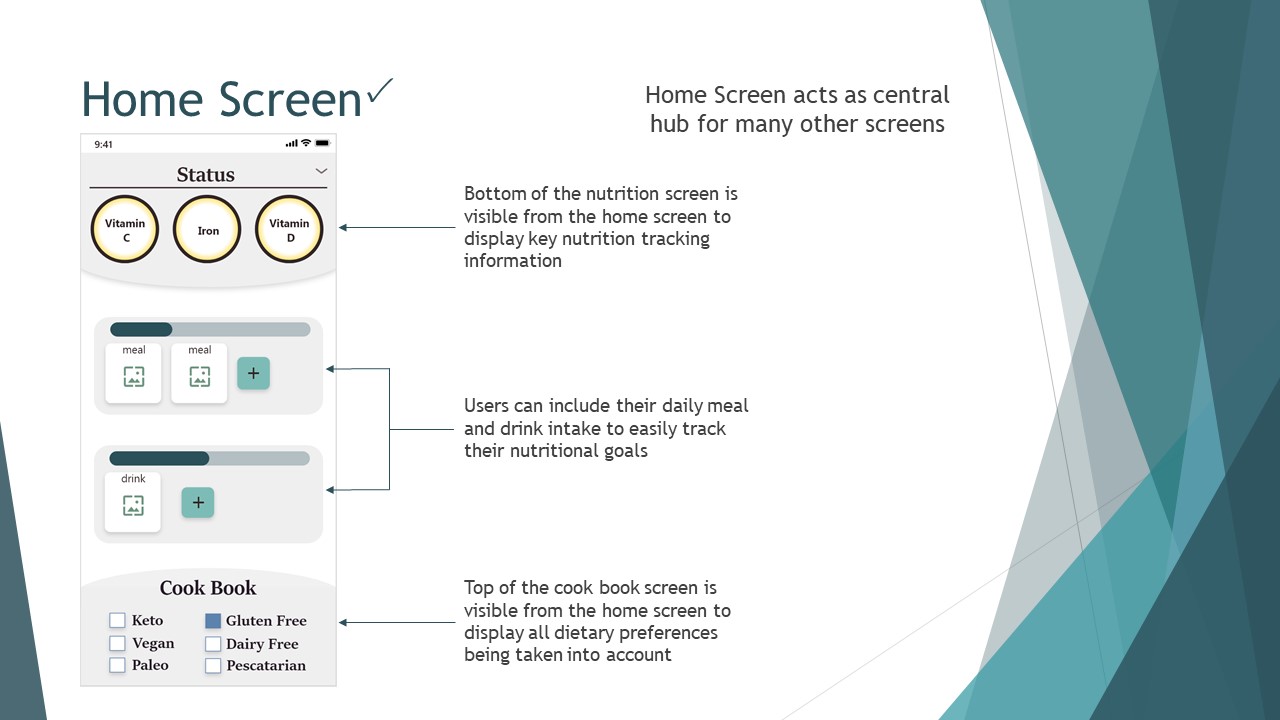 Home Screen✓
Home Screen acts as central
hub for many other screens
9:41
Status
Vitamin
C
Iron
Vitamin
D
Bottom of the nutrition screen is
visible from the home screen to
display key nutrition tracking
information
meal
meal
+
Users can include their daily meal
and drink intake to easily track
their nutritional goals
drink
+
Cook Book
Keto
Gluten Free
Vegan
Dairy Free
Paleo
Pescatarian
Top of the cook book screen is
visible from the home screen to
display all dietary preferences
being taken into account